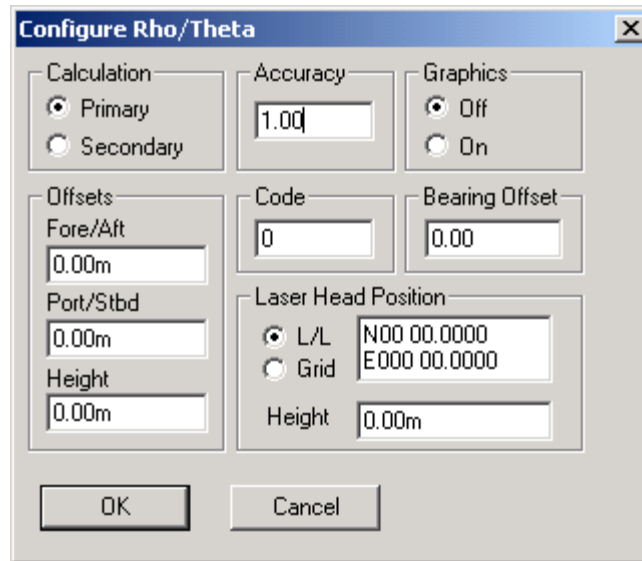 Configure Rho/Theta
Calculation
Primary
Secondary
Accuracy
1.00
Graphics
Off
On
Offsets
Fore/Aft
0.00m
Port/Stbd
0.00m
Height
0.00m
Code
0
Bearing Offset
0.00
Laser Head Position
L/L
Grid
N00 00.0000
E000 00.0000
Height
0.00m
OK
Cancel